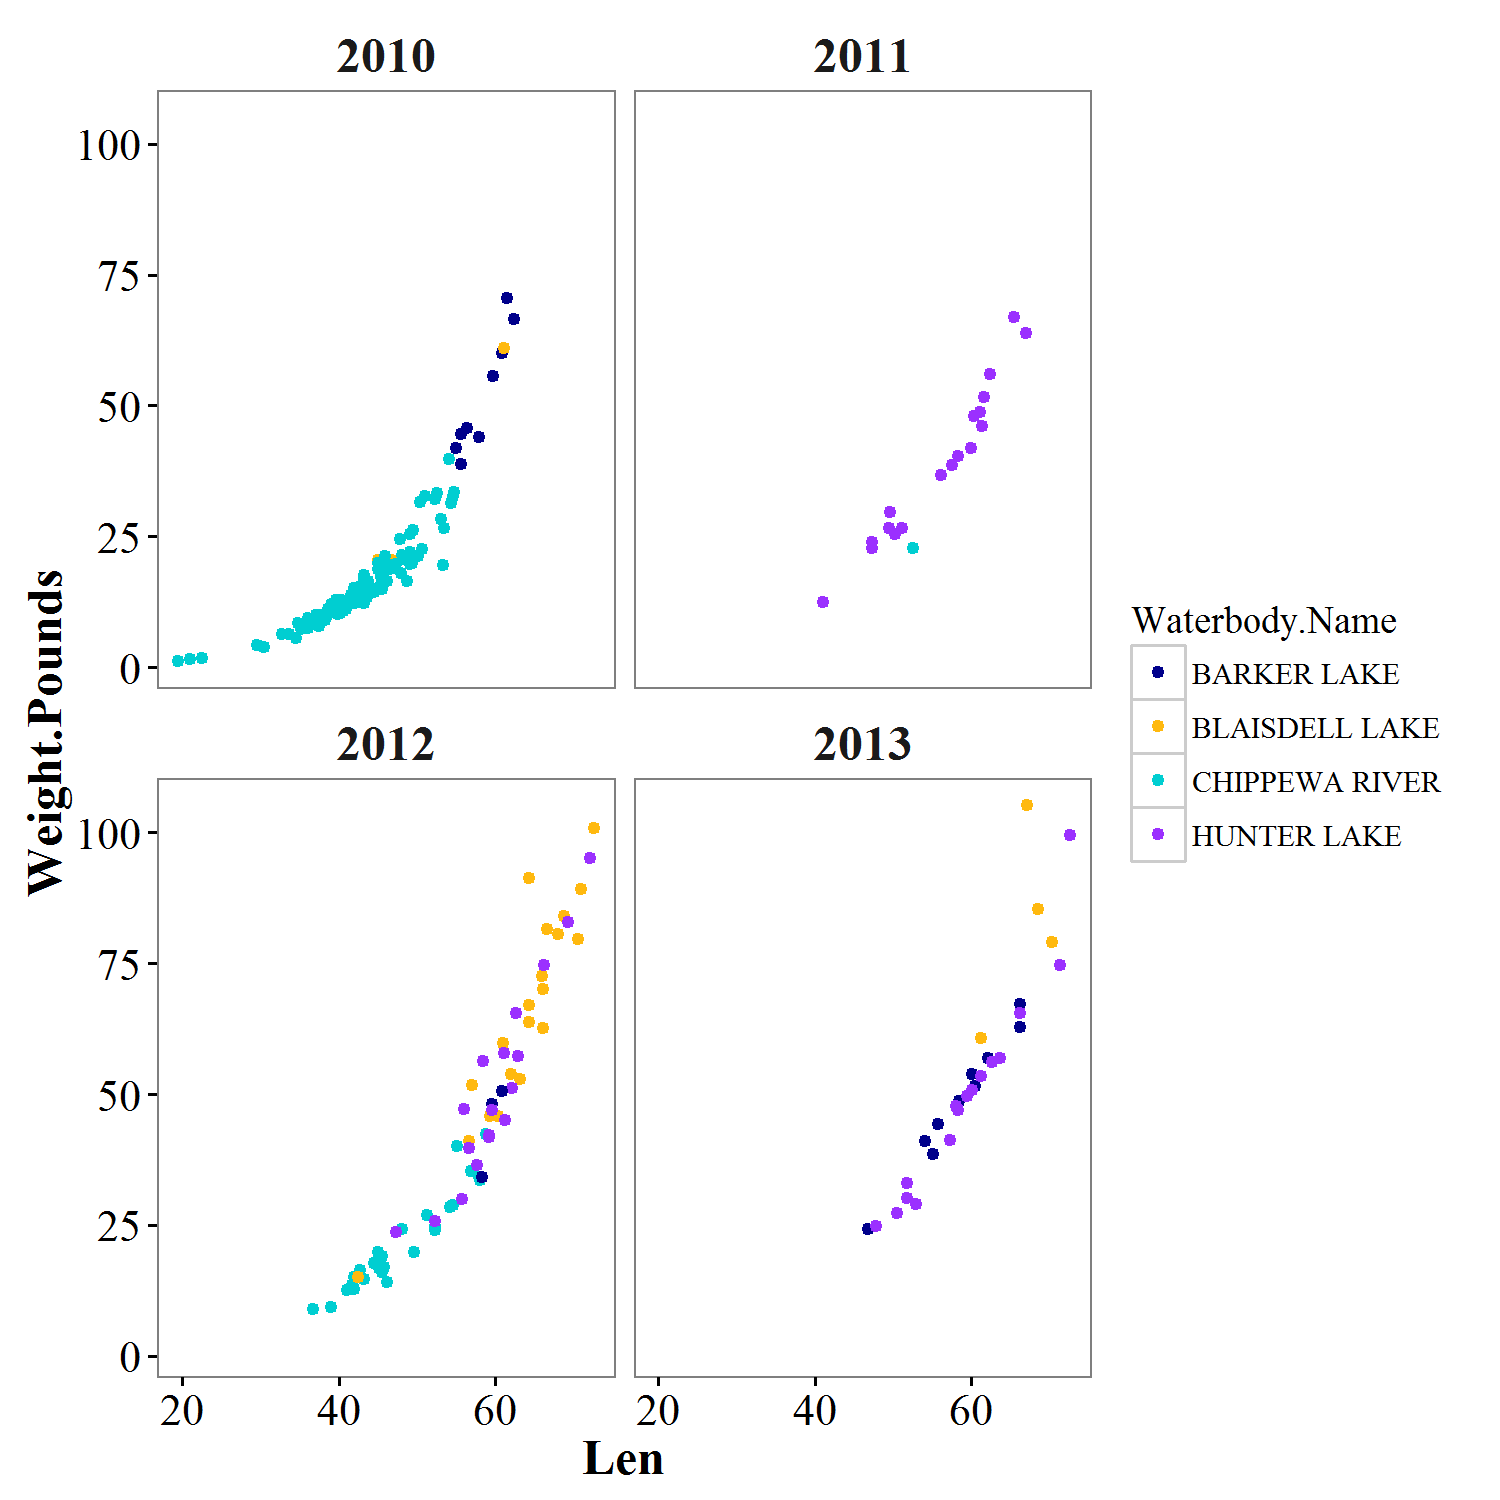 2010
2011
100
75
50
25
0
Weight.Pounds
2012
2013
100
75
50
25
0
20 40 60
20 40 60
Len
Waterbody.Name
BARKER LAKE
BLAISDELL LAKE
CHIPPEWA RIVER
HUNTER LAKE